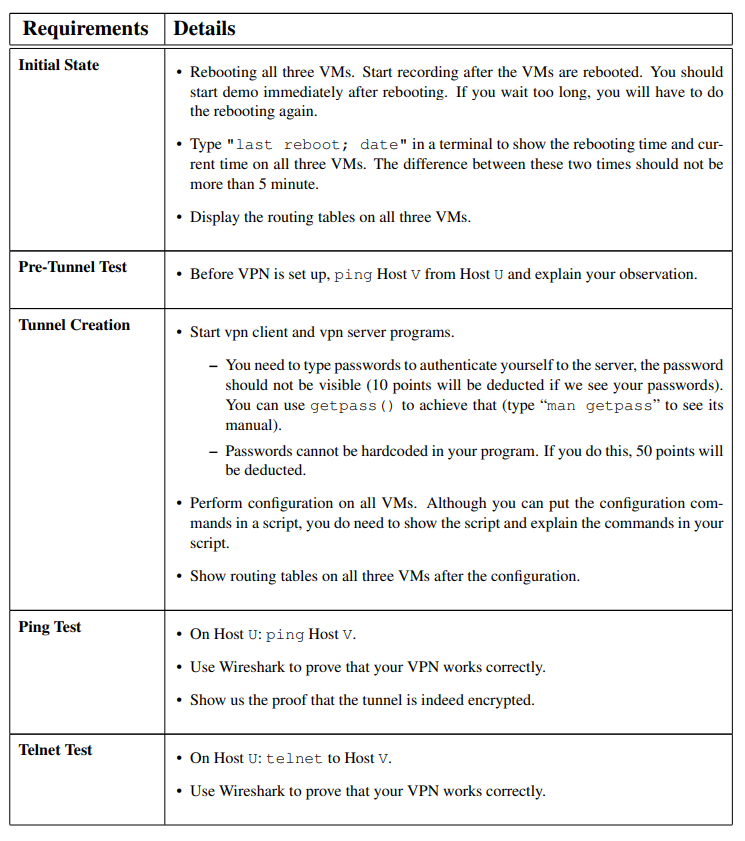 Requirements Details
Initial State
• Rebooting all three VMs. Start recording after the VMs are rebooted. You should
start demo immediately after rebooting. If you wait too long, you will have to do
the rebooting again.
• Type "last reboot; date" in a terminal to show the rebooting time and cur-
rent time on all three VMs. The difference between these two times should not be
more than 5 minute.
• Display the routing tables on all three VMs.
Pre-Tunnel Test
• Before VPN is set up, ping Host V from Host U and explain your observation.
Tunnel Creation
• Start vpn client and vpn server programs.
– You need to type passwords to authenticate yourself to the server, the password
should not be visible (10 points will be deducted if we see your passwords).
You can use getpass() to achieve that (type “man getpass” to see its
manual).
– Passwords cannot be hardcoded in your program. If you do this, 50 points will
be deducted.
• Perform configuration on all VMs. Although you can put the configuration com-
mands in a script, you do need to show the script and explain the commands in your
script.
• Show routing tables on all three VMs after the configuration.
Ping Test
• On Host U: ping Host V.
• Use Wireshark to prove that your VPN works correctly.
• Show us the proof that the tunnel is indeed encrypted.
Telnet Test
• On Host U: telnet to Host V.
• Use Wireshark to prove that your VPN works correctly.